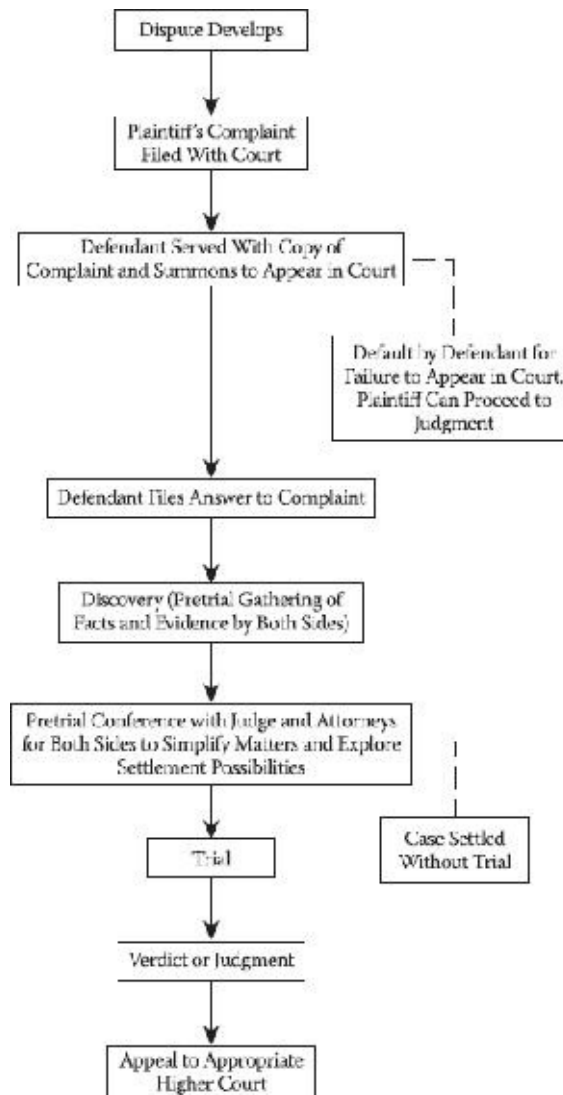 Dispute Develops
Plaintiff's Complaint
Filed With Court
Defendant Served With Copy of
Complaint and Summons to Appear in Court
Default by Defendant for
Failure to Appear in Court,
Plaintiff Can Proceed to
Judgment
Defendant Files Answer to Complaint
Discovery (Pretrial Gathering of
Facts and Evidence by Both Sides)
Pretrial Conference with Judge and Attorneys
for Both Sides to Simplify Matters and Explore
Settlement Possibilities
Case Settled
Without Trial
Trial
Verdict or Judgment
Appeal to Appropriate
Higher Court